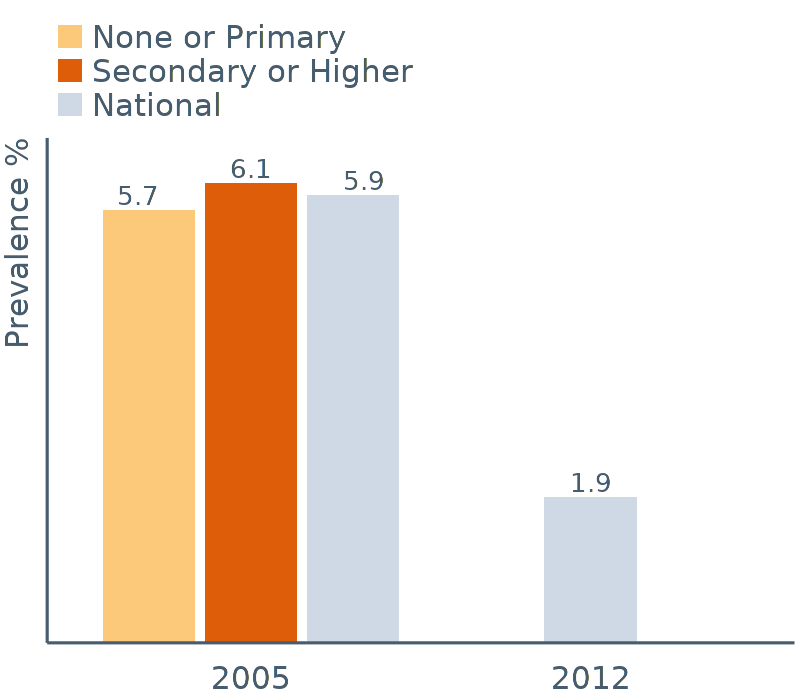 None or Primary
Secondary or Higher
National
Prevalence %
5.7
6.1
5.9
1.9
2005
2012